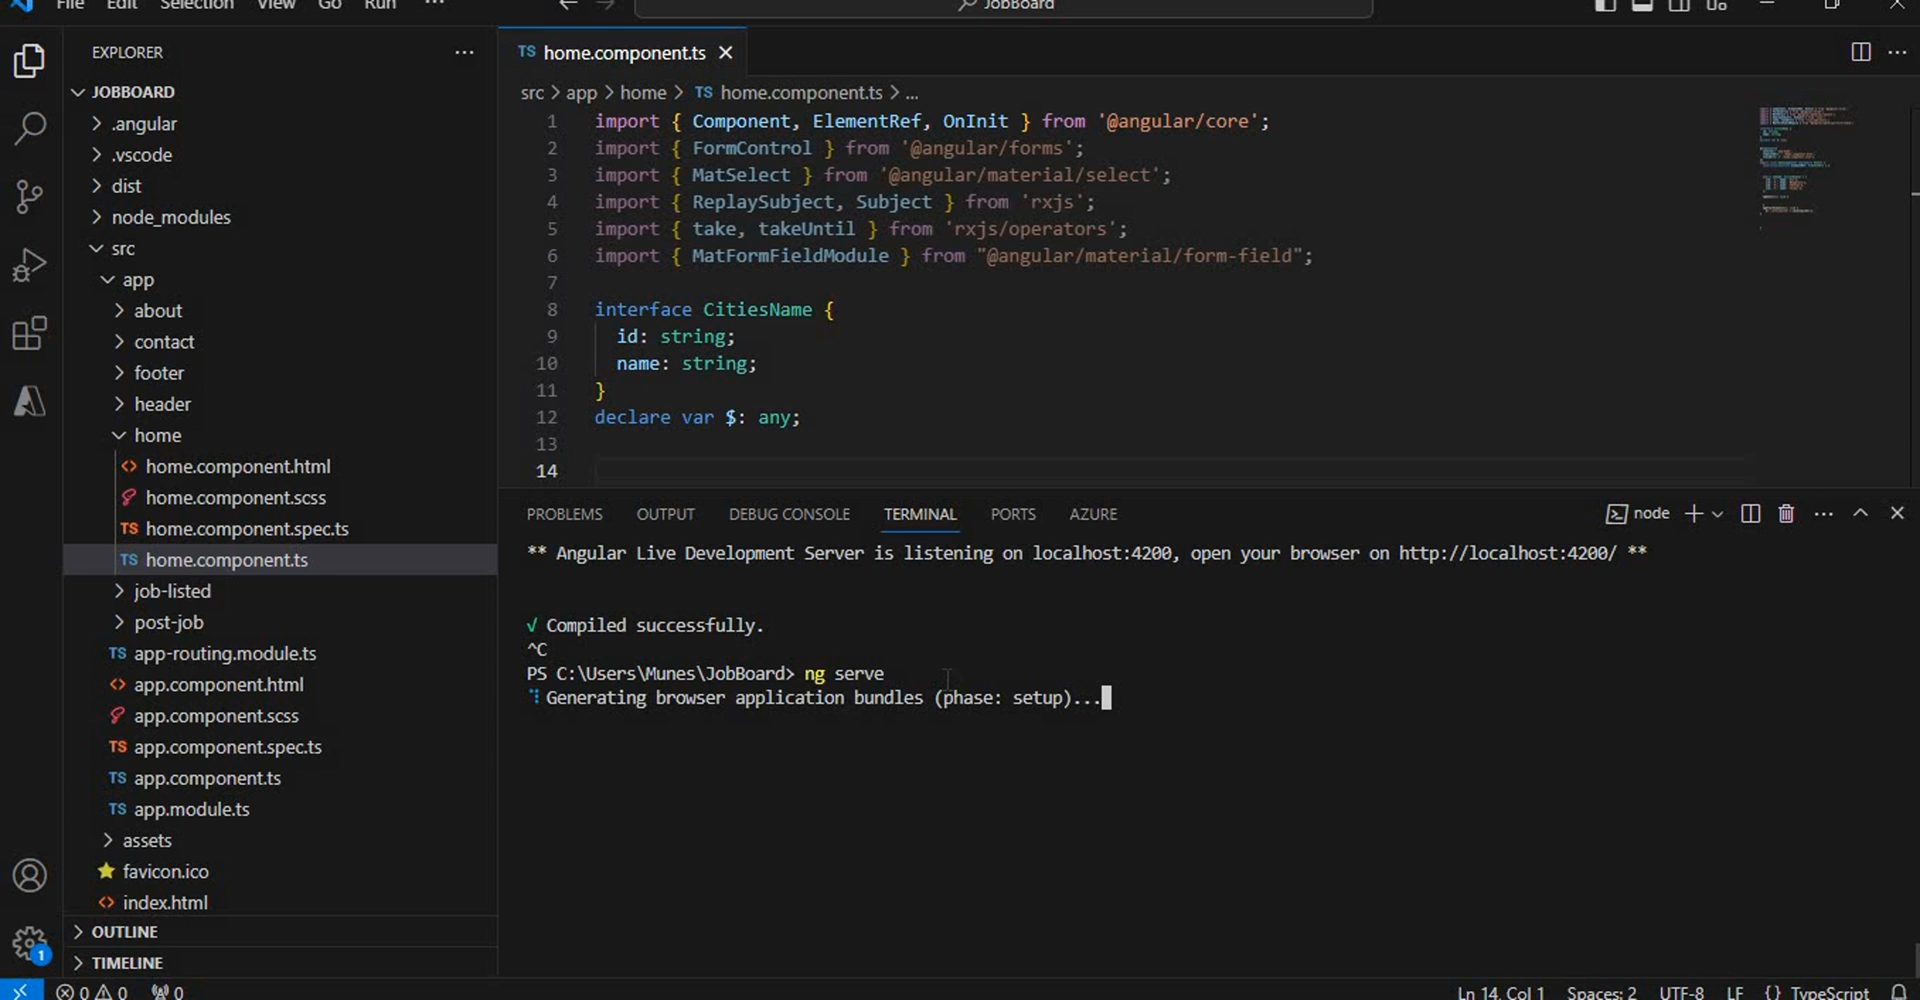 File Edit Selection View Go Run ...
JobBoard
EXPLORER
JOBBOARD
.angular
.vscode
dist
node_modules
src
app
about
contact
footer
header
home
home.component.html
home.component.scss
home.component.spec.ts
TS home.component.ts
job-listed
post-job
TS app-routing.module.ts
app.component.html
app.component.scss
TS app.component.spec.ts
TS app.component.ts
TS app.module.ts
assets
favicon.ico
index.html
OUTLINE
TIMELINE
TS home.component.ts
src > app > home > TS home.component.ts > ...
1 import { Component, ElementRef, OnInit } from '@angular/core';
2 import { FormControl } from '@angular/forms';
3 import { MatSelect } from '@angular/material/select';
4 import { ReplaySubject, Subject } from 'rxjs';
5 import { take, takeUntil } from 'rxjs/operators';
6 import { MatFormFieldModule } from "@angular/material/form-field";
7
8 interface CitiesName {
9 id: string;
10 name: string;
11 }
12 declare var $: any;
13
14
PROBLEMS OUTPUT DEBUG CONSOLE TERMINAL PORTS AZURE
node
** Angular Live Development Server is listening on localhost:4200, open your browser on http://localhost:4200/ **
√ Compiled successfully.
^C
PS C:\Users\Munes\JobBoard> ng serve
Generating browser application bundles (phase: setup)...
1
0 0 0
Ln 14, Col 1 Spaces: 2 UTF-8 LF {} TypeScript